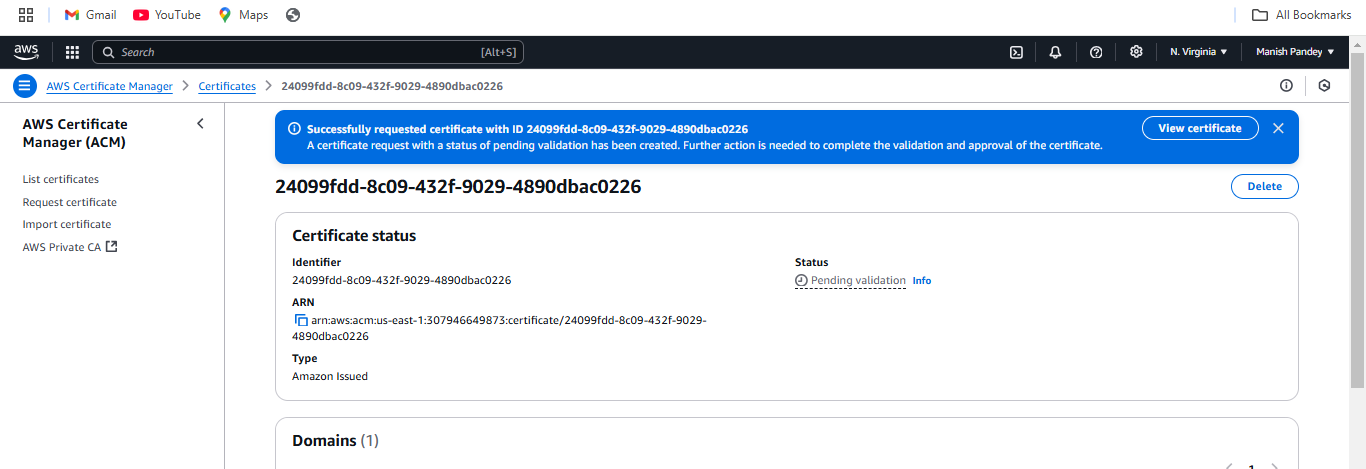 Gmail YouTube Maps All Bookmarks
aws Search [Alt+S] N. Virginia Manish Pandey
AWS Certificate Manager Certificates 24099fdd-8c09-432f-9029-4890dbac0226
AWS Certificate
Manager (ACM)
List certificates
Request certificate
Import certificate
AWS Private CA
Successfully requested certificate with ID 24099fdd-8c09-432f-9029-4890dbac0226
A certificate request with a status of pending validation has been created. Further action is needed to complete the validation and approval of the certificate.
View certificate
24099fdd-8c09-432f-9029-4890dbac0226
Delete
Certificate status
Identifier
24099fdd-8c09-432f-9029-4890dbac0226
Status
Pending validation Info
ARN
arn:aws:acm:us-east-1:307946649873:certificate/24099fdd-8c09-432f-9029-
4890dbac0226
Type
Amazon Issued
Domains (1)
1